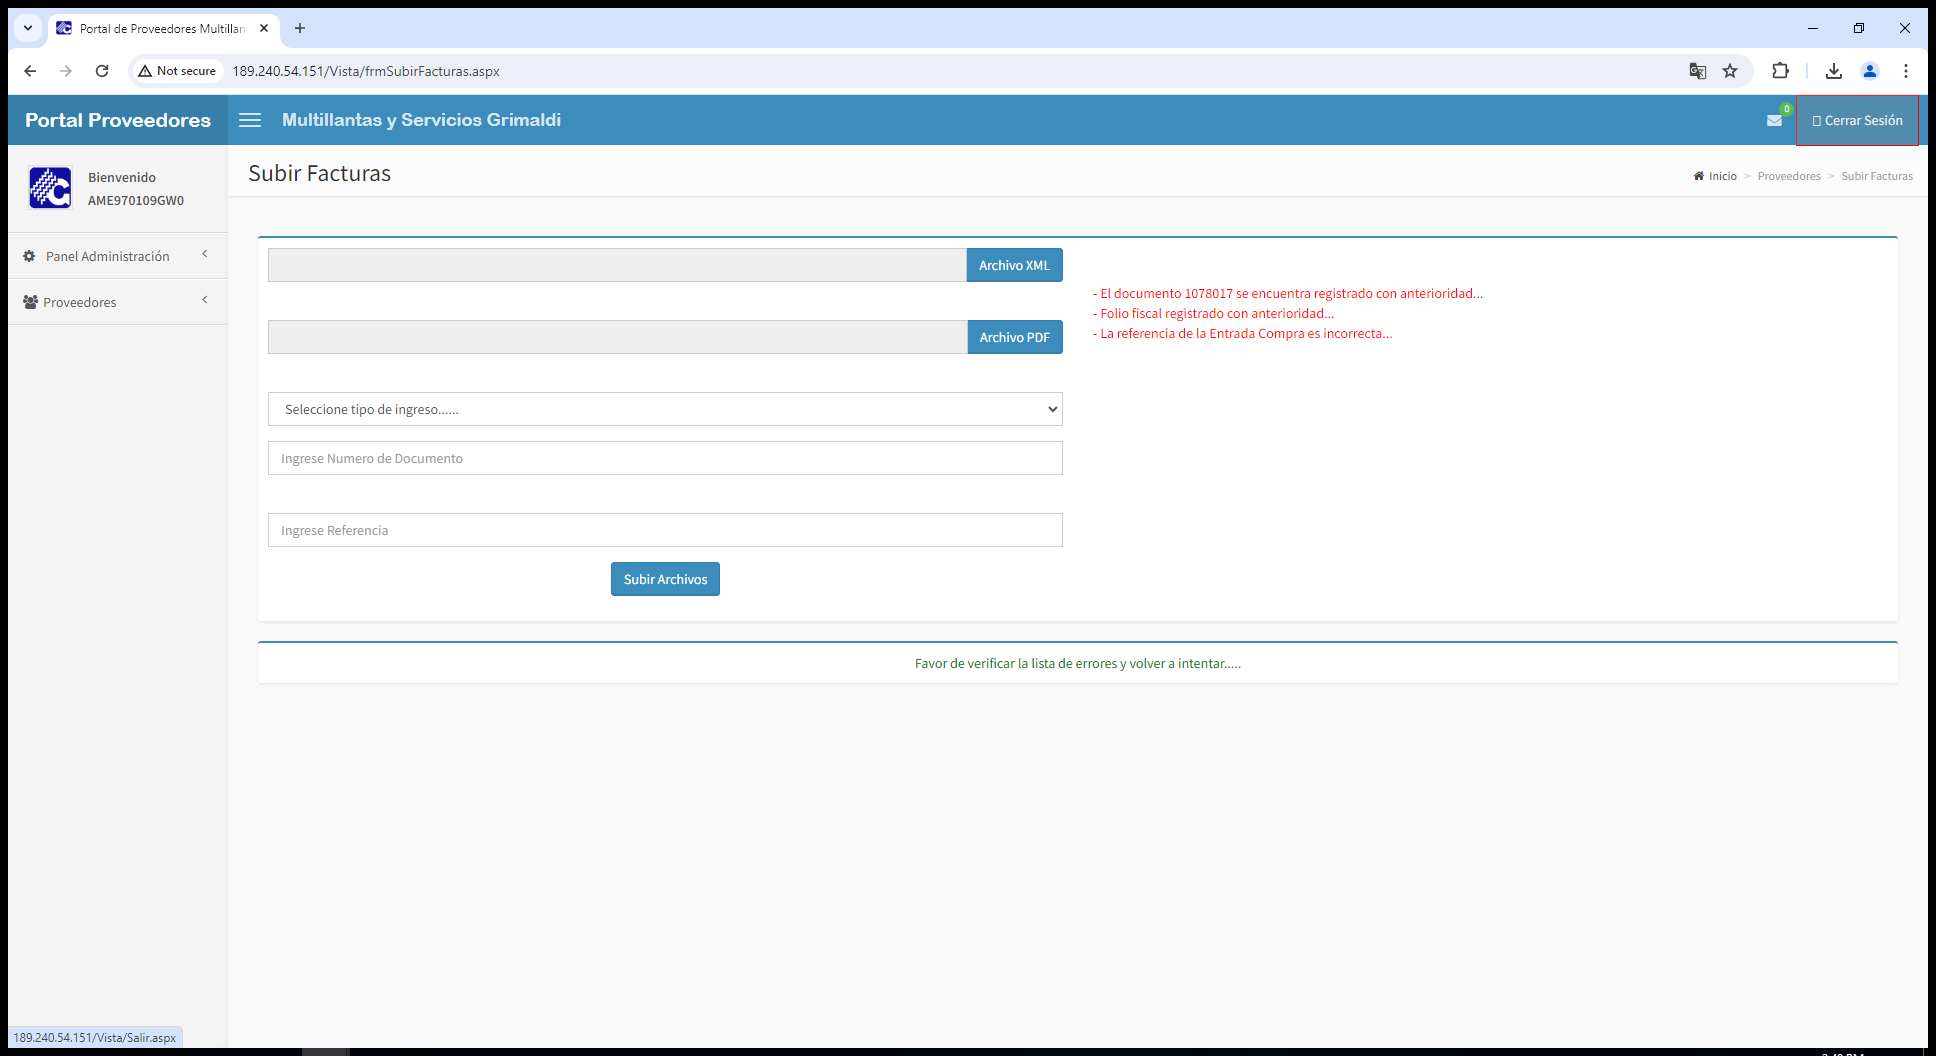 Portal de Proveedores Multillan
Not secure
189.240.54.151/Vista/frmSubirFacturas.aspx
Portal Proveedores
Multillantas y Servicios Grimaldi
0
Cerrar Sesión
Bienvenido
AME970109GW0
Subir Facturas
Inicio > Proveedores > Subir Facturas
Panel Administración
Proveedores
Archivo XML
Archivo PDF
- El documento 1078017 se encuentra registrado con anterioridad...
- Folio fiscal registrado con anterioridad...
- La referencia de la Entrada Compra es incorrecta...
Seleccione tipo de ingreso......
Ingrese Numero de Documento
Ingrese Referencia
Subir Archivos
Favor de verificar la lista de errores y volver a intentar.....
189.240.54.151/Vista/Salir.aspx